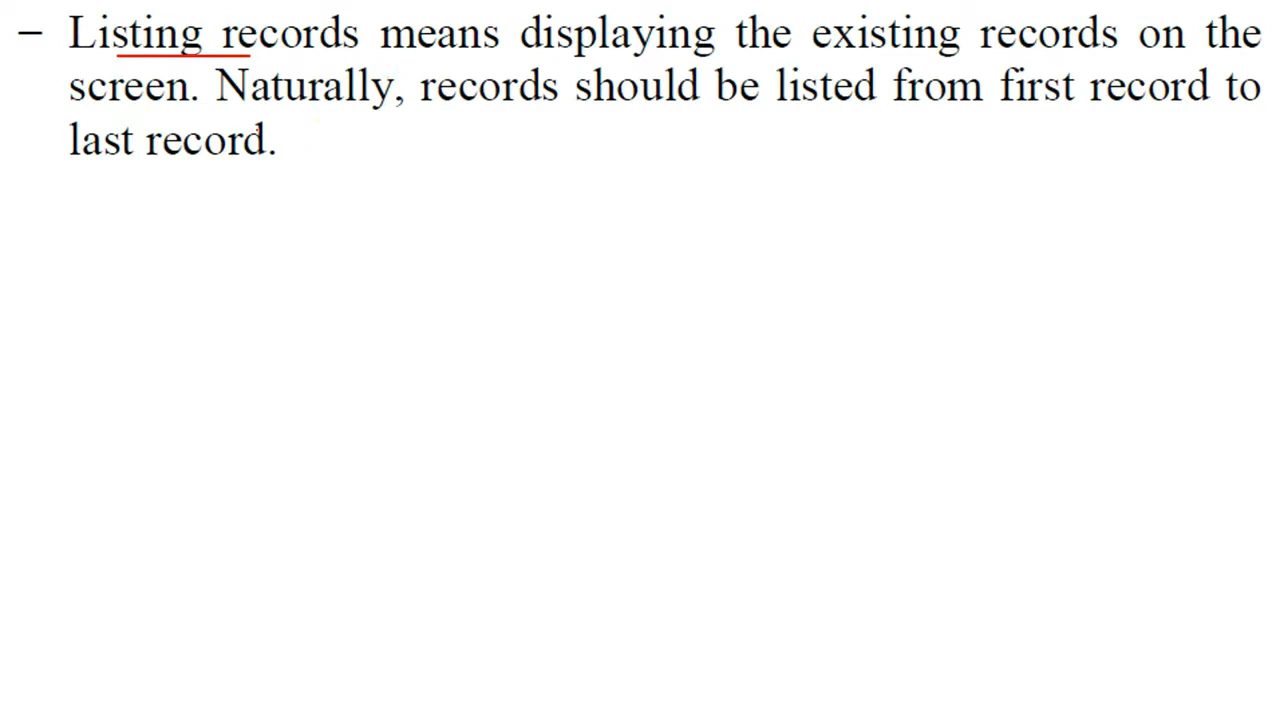 – Listing records means displaying the existing records on the
screen. Naturally, records should be listed from first record to
last record.